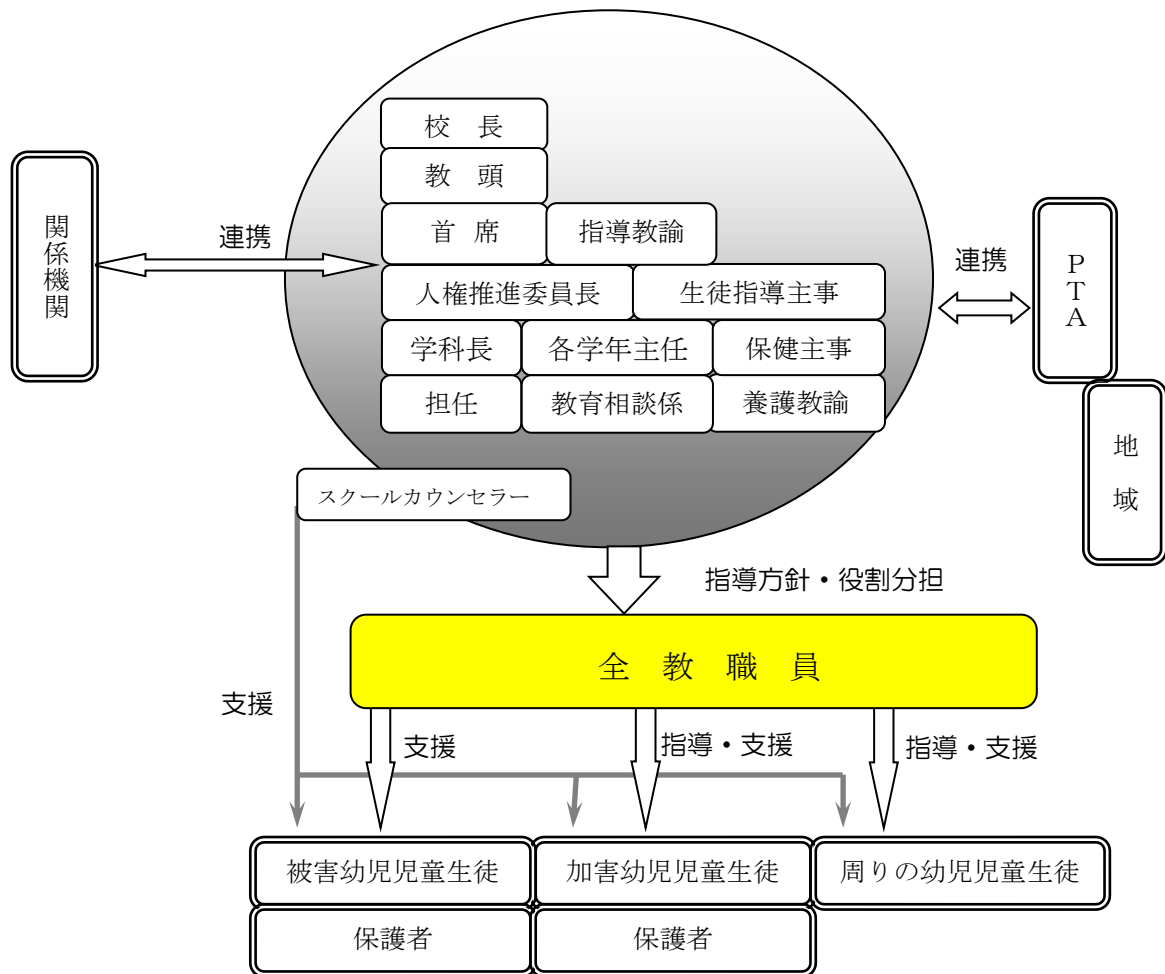 校　長
教　頭
首 席
指導教諭
人権推進委員長
生徒指導主事
学科長
各学年主任
保健主事
担任
教育相談係
養護教諭
スクールカウンセラー
関係機関
連携
連携
PTA
地域
指導方針・役割分担
全　教　職　員
支援
支援
指導・支援
指導・支援
被害幼児児童生徒
加害幼児児童生徒
周りの幼児児童生徒
保護者
保護者